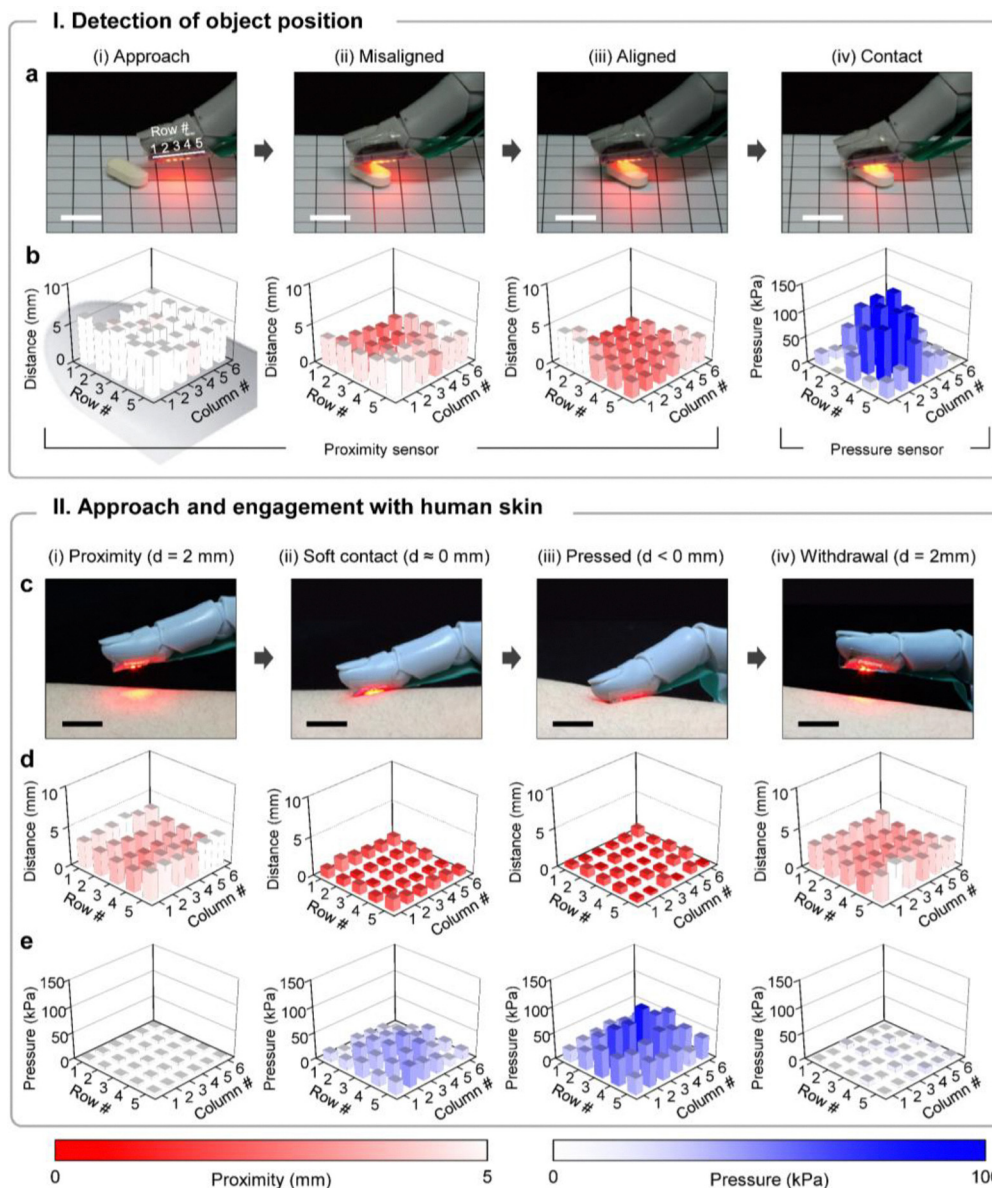 I. Detection of object position
(i) Approach (ii) Misaligned (iii) Aligned (iv) Contact
a
Row #
1 2 3 4 5
b
10 10 10 150
5 5 5 100
50
0 0 0 0
Distance (mm) Distance (mm) Distance (mm) Pressure (kPa)
1 2 3 4 5 1 2 3 4 5 6 1 2 3 4 5 1 2 3 4 5 6 1 2 3 4 5 1 2 3 4 5 6 1 2 3 4 5 1 2 3 4 5 6
Row # Column # Row # Column # Row # Column # Row # Column #
Proximity sensor Pressure sensor
II. Approach and engagement with human skin
(i) Proximity (d = 2 mm) (ii) Soft contact (d ≈ 0 mm) (iii) Pressed (d < 0 mm) (iv) Withdrawal (d = 2mm)
c
d
10 10 10 10
5 5 5 5
0 0 0 0
Distance (mm) Distance (mm) Distance (mm) Distance (mm)
1 2 3 4 5 1 2 3 4 5 6 1 2 3 4 5 1 2 3 4 5 6 1 2 3 4 5 1 2 3 4 5 6 1 2 3 4 5 1 2 3 4 5 6
Row # Column # Row # Column # Row # Column # Row # Column #
e
150 150 150 150
100 100 100 100
50 50 50 50
0 0 0 0
Pressure (kPa) Pressure (kPa) Pressure (kPa) Pressure (kPa)
1 2 3 4 5 1 2 3 4 5 6 1 2 3 4 5 1 2 3 4 5 6 1 2 3 4 5 1 2 3 4 5 6 1 2 3 4 5 1 2 3 4 5 6
Row # Column # Row # Column # Row # Column # Row # Column #
0 5 0
Proximity (mm) Pressure (kPa)